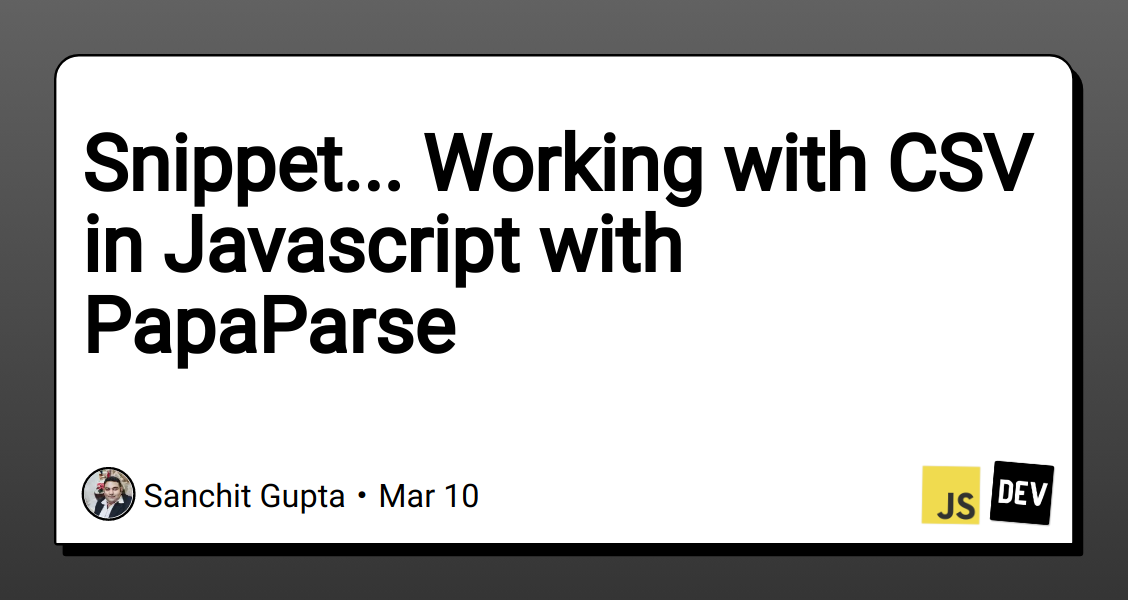 Snippet... Working with CSV
in Javascript with
PapaParse
Sanchit Gupta • Mar 10
JS
DEV